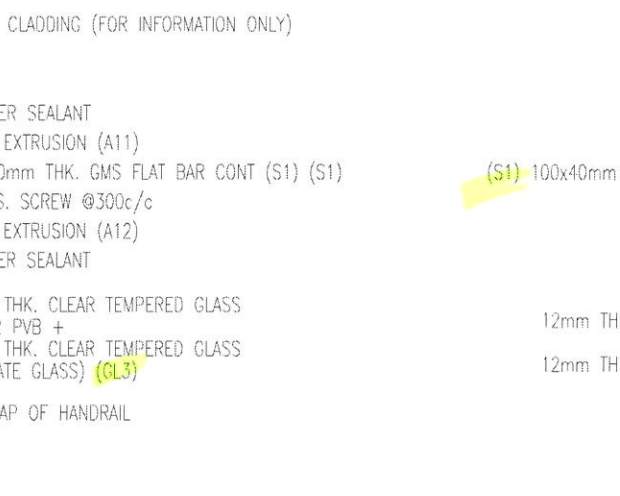 CLADDING (FOR INFORMATION ONLY)
ER SEALANT
EXTRUSION (A11)
0mm THK. GMS FLAT BAR CONT (S1) (S1)
(S1) 100x40mm
S. SCREW @300c/c
EXTRUSION (A12)
ER SEALANT
THK. CLEAR TEMPERED GLASS
PVB +
12mm TH
THK. CLEAR TEMPERED GLASS
12mm TH
ATE GLASS) (GL3)
AP OF HANDRAIL